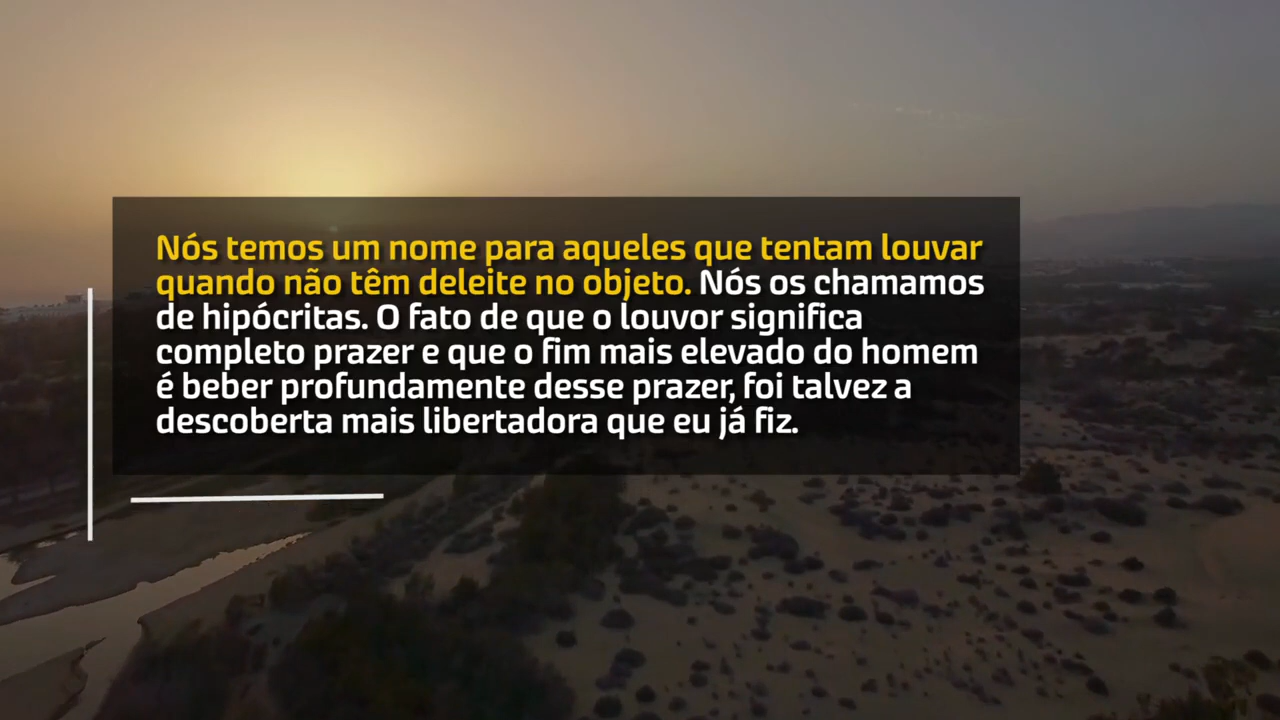 Nós temos um nome para aqueles que tentam louvar
quando não têm deleite no objeto. Nós os chamamos
de hipócritas. O fato de que o louvor significa
completo prazer e que o fim mais elevado do homem
é beber profundamente desse prazer, foi talvez a
descoberta mais libertadora que eu já fiz.